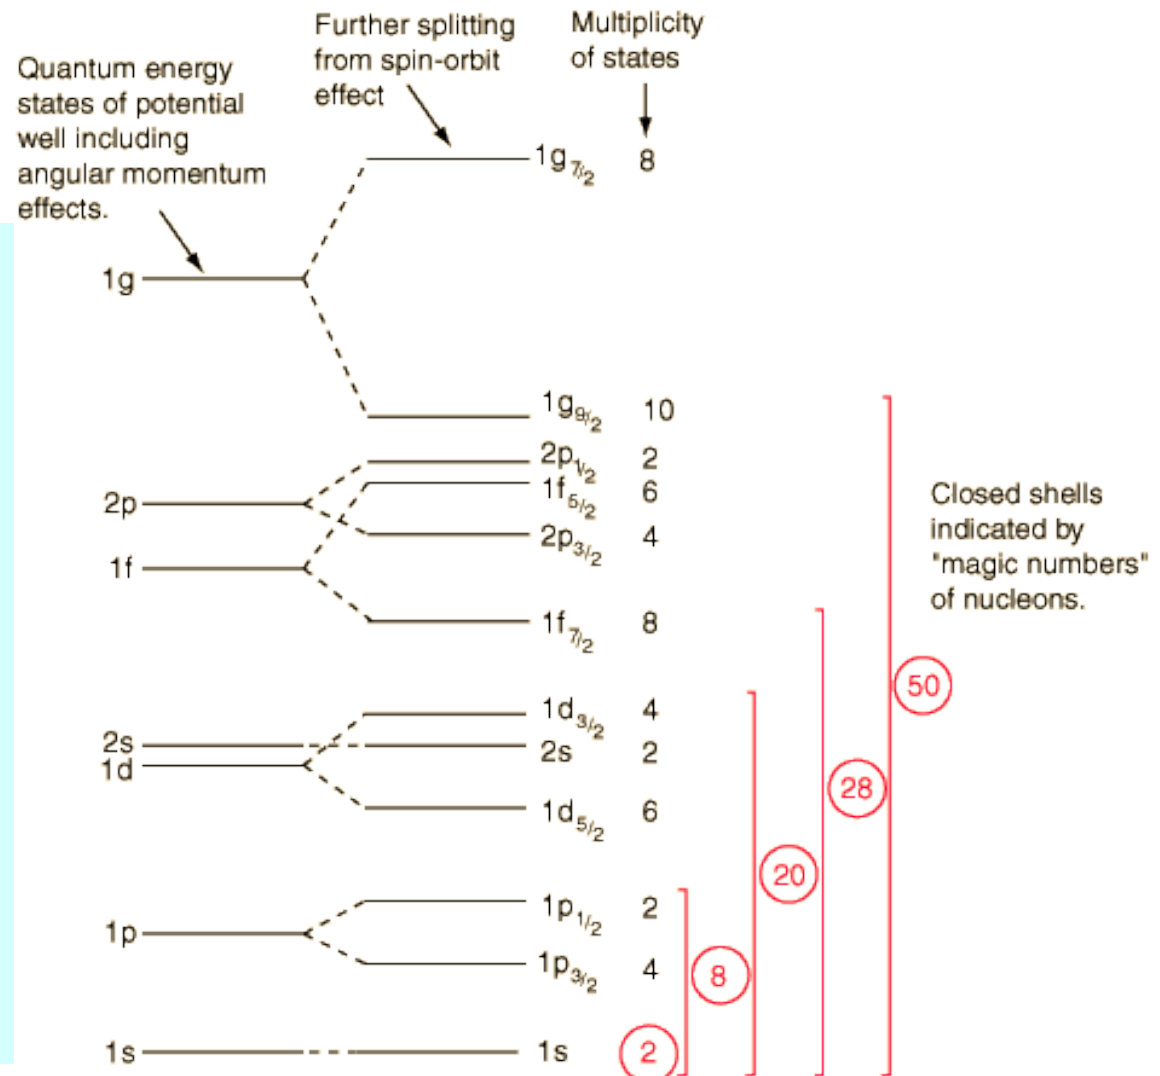 Quantum energy
states of potential
well including
angular momentum
effects.
Further splitting
from spin-orbit
effect
Multiplicity
of states
1g7/2 8
1g
1g9/2 10
2p1/2 2
2p
1f5/2 6
2p3/2 4
1f
1f7/2 8
Closed shells
indicated by
"magic numbers"
of nucleons.
50
1d3/2 4
2s
2s 2
1d
28
1d5/2 6
20
1p1/2 2
1p
1p3/2 4
8
1s
1s 2